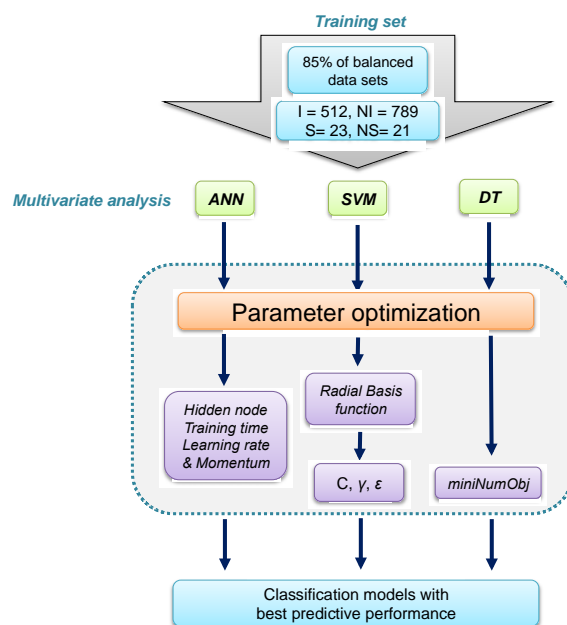 Training set
85% of balanced
data sets
I = 512, NI = 789
S= 23, NS= 21
Multivariate analysis
ANN
SVM
DT
Parameter optimization
Hidden node
Training time
Learning rate
& Momentum
Radial Basis
function
C, γ, ε
miniNumObj
Classification models with
best predictive performance